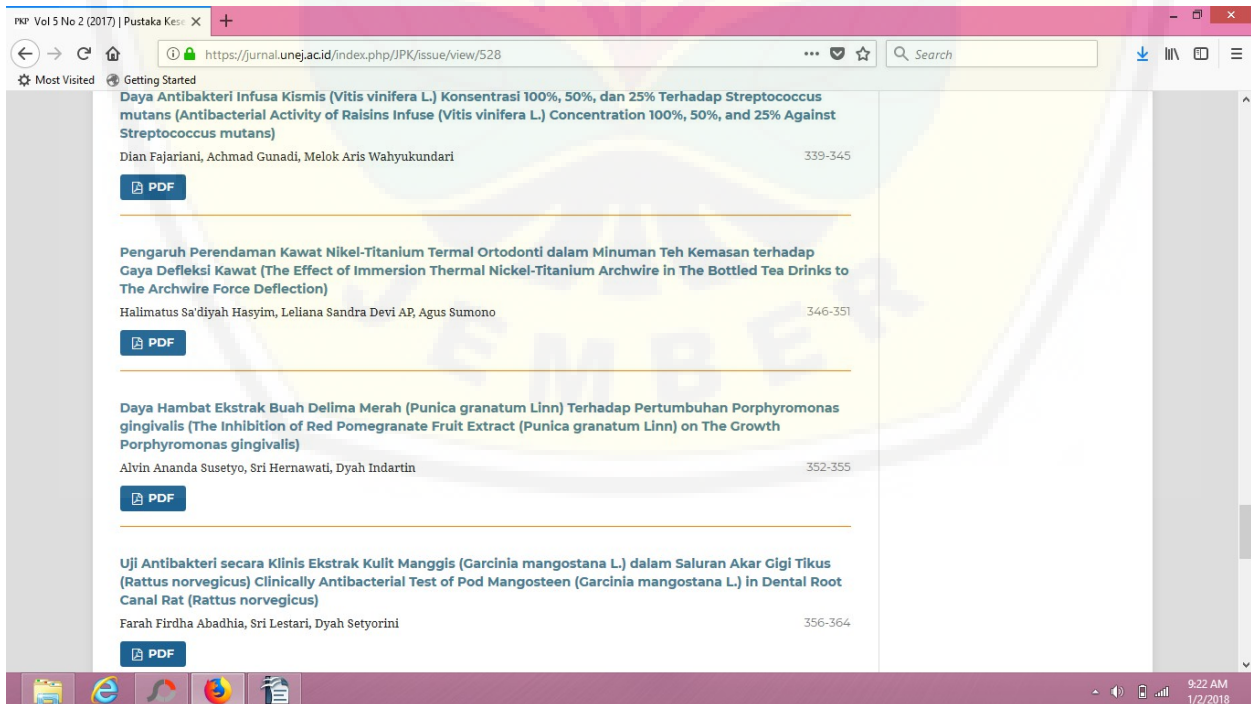 PKP Vol 5 No 2 (2017) | Pustaka Kese
https://jurnal.unej.ac.id/index.php/JPK/issue/view/528
Search
Most Visited
Getting Started
Daya Antibakteri Infusa Kismis (Vitis vinifera L.) Konsentrasi 100%, 50%, dan 25% Terhadap Streptococcus
mutans (Antibacterial Activity of Raisins Infuse (Vitis vinifera L.) Concentration 100%, 50%, and 25% Against
Streptococcus mutans)
Dian Fajariani, Achmad Gunadi, Melok Aris Wahyukundari 339-345
PDF
Pengaruh Perendaman Kawat Nikel-Titanium Termal Ortodonti dalam Minuman Teh Kemasan terhadap
Gaya Defleksi Kawat (The Effect of Immersion Thermal Nickel-Titanium Archwire in The Bottled Tea Drinks to
The Archwire Force Deflection)
Halimatus Sa'diyah Hasyim, Leliana Sandra Devi AP, Agus Sumono 346-351
PDF
JEMBER
Daya Hambat Ekstrak Buah Delima Merah (Punica granatum Linn) Terhadap Pertumbuhan Porphyromonas
gingivalis (The Inhibition of Red Pomegranate Fruit Extract (Punica granatum Linn) on The Growth
Porphyromonas gingivalis)
Alvin Ananda Susetyo, Sri Hernawati, Dyah Indartin 352-355
PDF
Uji Antibakteri secara Klinis Ekstrak Kulit Manggis (Garcinia mangostana L.) dalam Saluran Akar Gigi Tikus
(Rattus norvegicus) Clinically Antibacterial Test of Pod Mangosteen (Garcinia mangostana L.) in Dental Root
Canal Rat (Rattus norvegicus)
Farah Firdha Abadhia, Sri Lestari, Dyah Setyorini 356-364
PDF
9:22 AM
1/2/2018